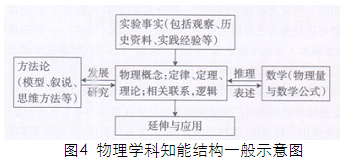 实验事实(包括观察、历
史资料、实践经验等)
方法论
(模型、叙说、
思维方法等)
发展
研究
物理概念:定律、定理、
理论;相关联系,逻辑
推理
表述
数学(物理量
与数学公式)
延伸与应用
图4 物理学科知能结构一般示意图